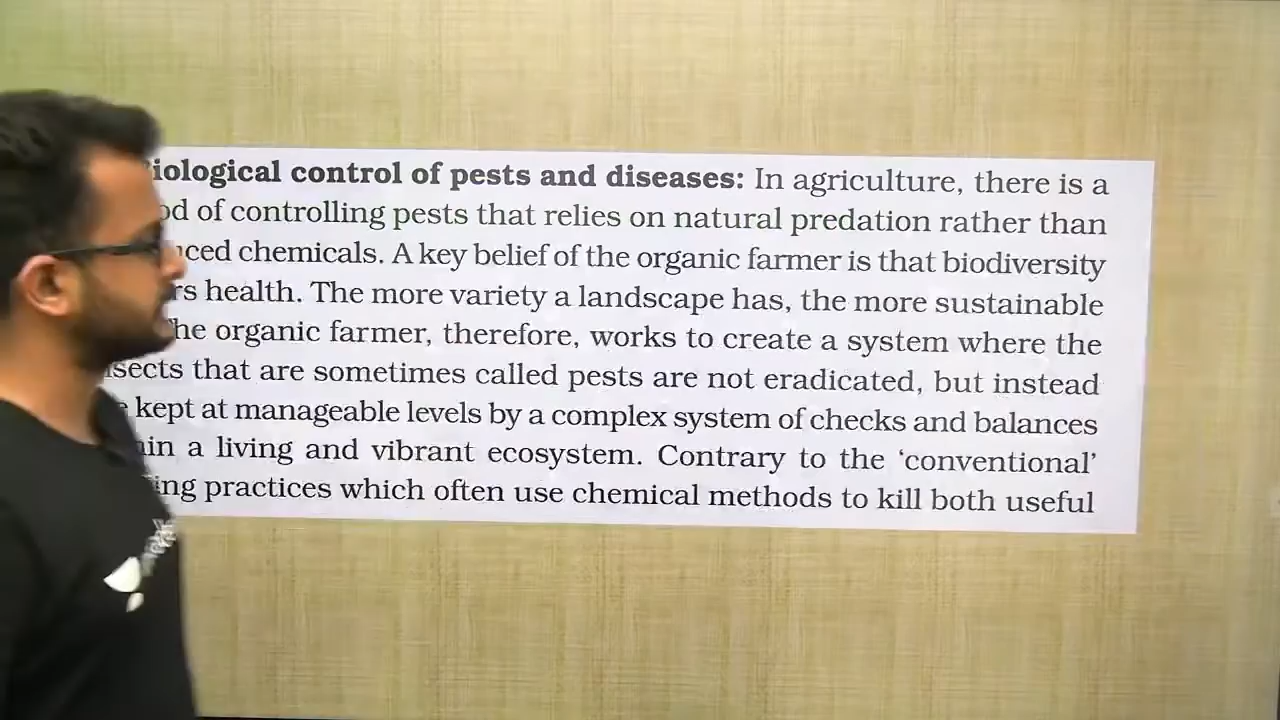 iological control of pests and diseases: In agriculture, there is a
of controlling pests that relies on natural predation rather than
chemicals. A key belief of the organic farmer is that biodiversity
health. The more variety a landscape has, the more sustainable
he organic farmer, therefore, works to create a system where the
sects that are sometimes called pests are not eradicated, but instead
kept at manageable levels by a complex system of checks and balances
in a living and vibrant ecosystem. Contrary to the ‘conventional’
ing practices which often use chemical methods to kill both useful